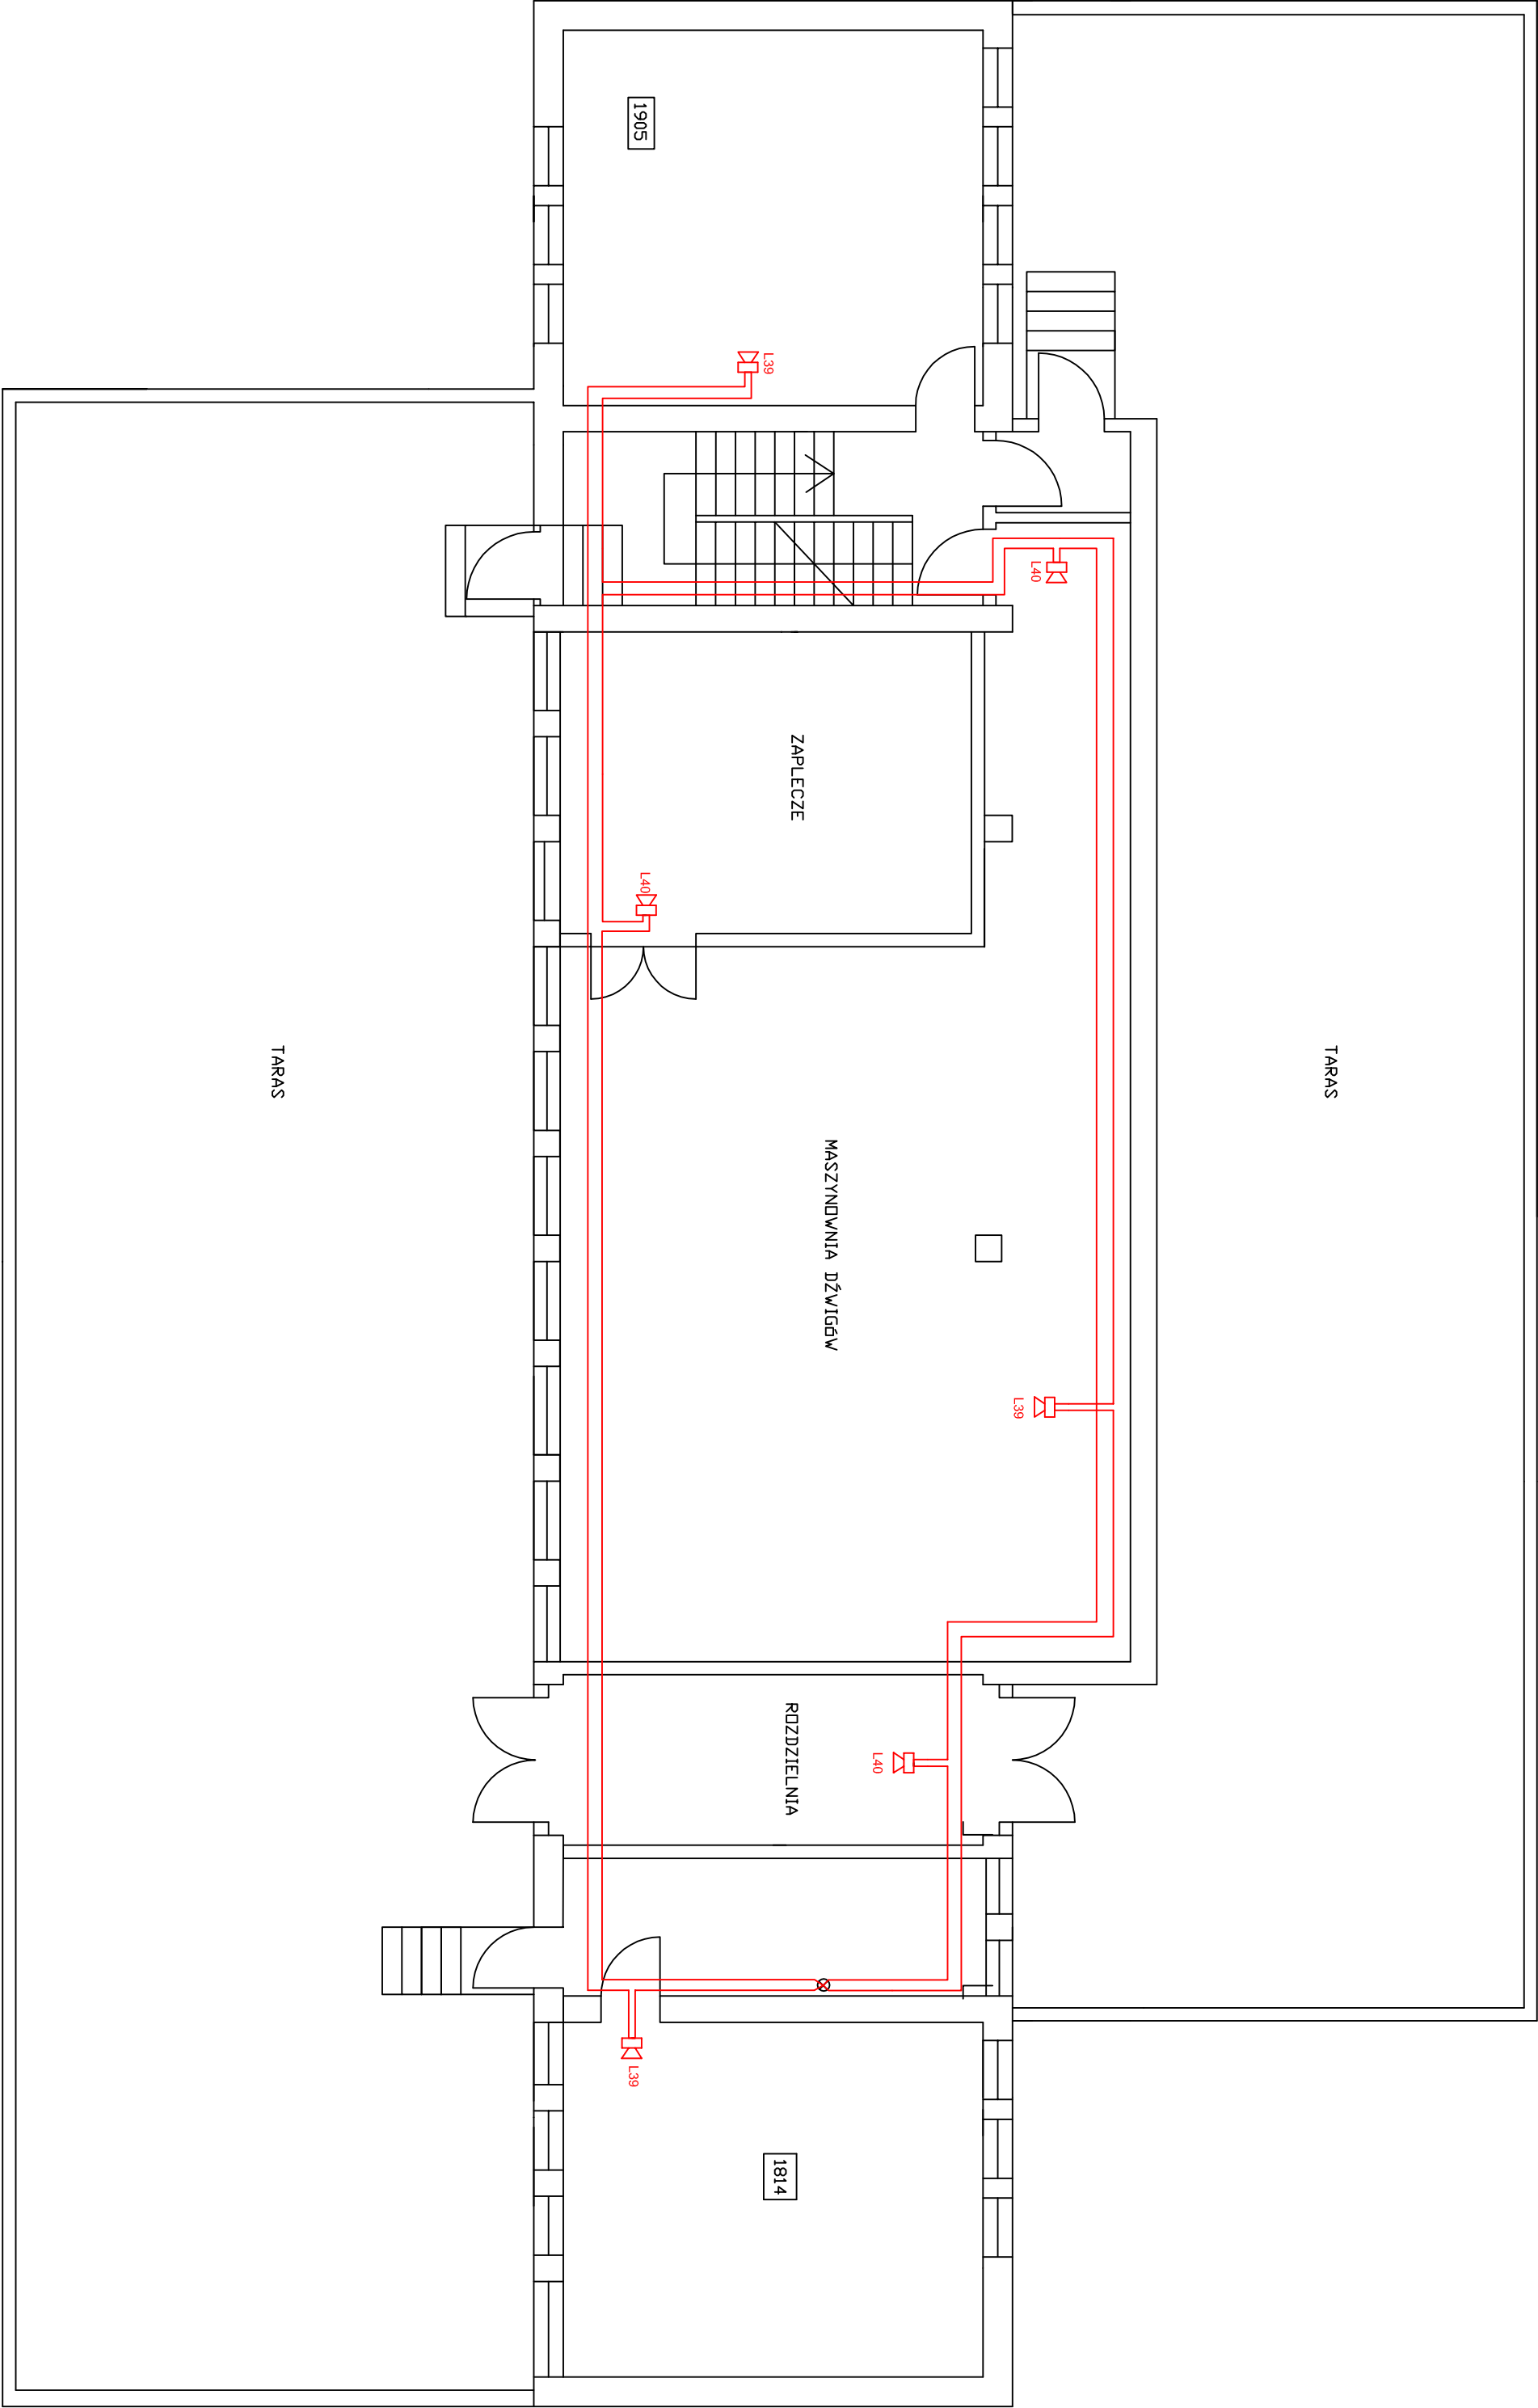 1905
L39
L40
ZAPLECZE
L40
TARAS
TARAS
MASZYNOWNIA DŹWIGÓW
L39
ROZDZIELNIA
L40
L39
1814